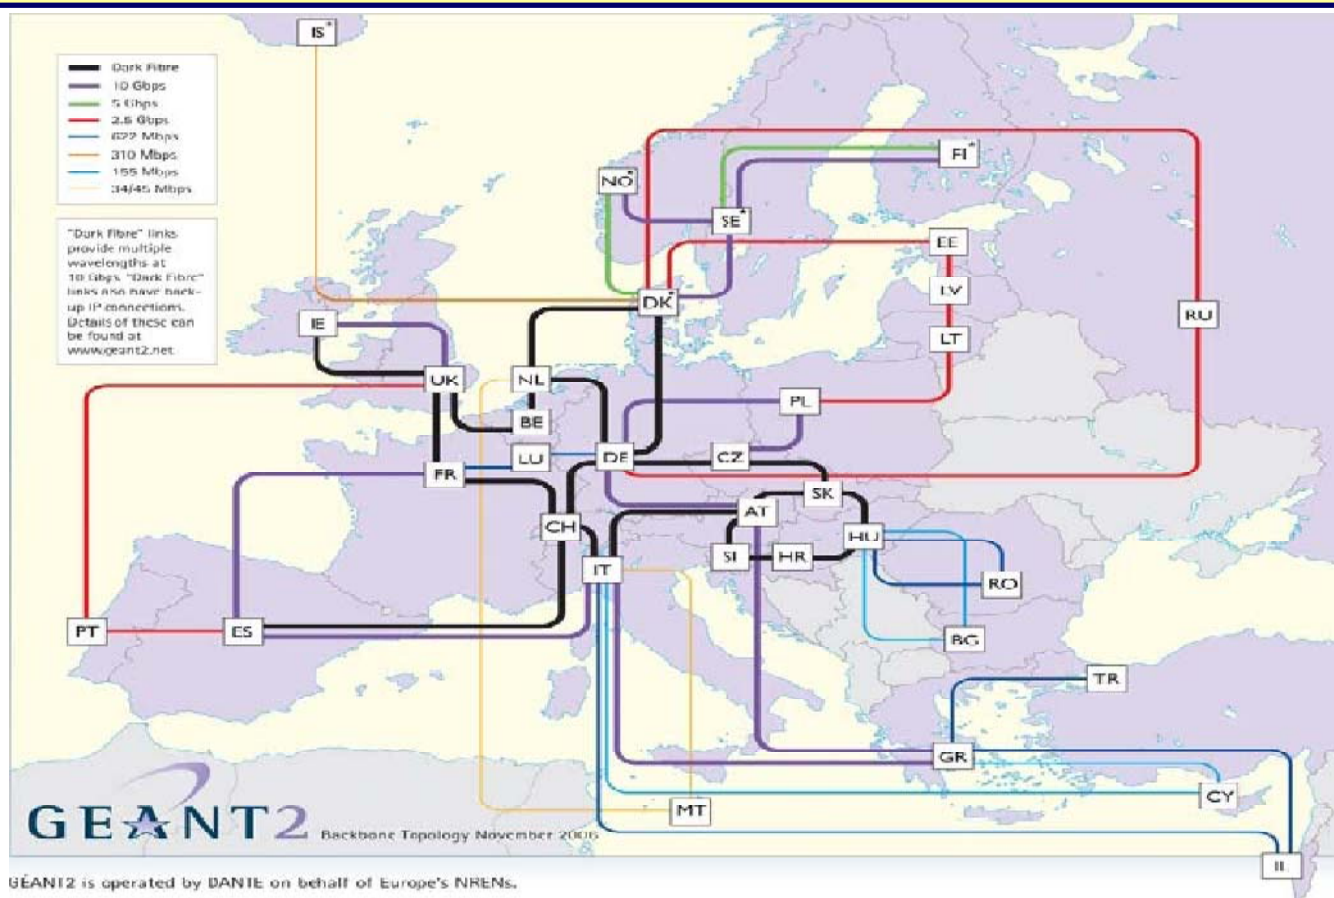 IS*
Dark Fibre
10 Gbps
5 Gbps
2.5 Gbps
622 Mbps
310 Mbps
155 Mbps
34/45 Mbps
"Dark Fibre" links
provide multiple
wavelengths at
10 Gbps. "Dark Fibre"
links also have back-
up IP connections.
Details of these can
be found at
www.geant2.net
FI*
NO*
SE*
EE
LV
DK*
RU
IE
LT
UK
NL
PL
BE
LU
DE
CZ
FR
SK
AT
CH
HU
SI
HR
IT
RO
PT
ES
BG
TR
GR
CY
MT
IL
GEANT2
Backbone Topology November 2006
GÉANT2 is operated by DANTE on behalf of Europe's NRENs.